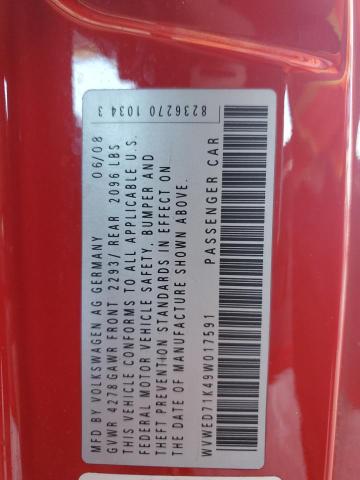 MFD BY VOLKSWAGEN AG GERMANY 06/08
GVWR 4278 GAWR FRONT 2293/ REAR 2096 LBS
THIS VEHICLE CONFORMS TO ALL APPLICABLE U.S.
FEDERAL MOTOR VEHICLE SAFETY, BUMPER AND
THEFT PREVENTION STANDARDS IN EFFECT ON
THE DATE OF MANUFACTURE SHOWN ABOVE.
WVWED71K49W017591 PASSENGER CAR
8236270 1034 3